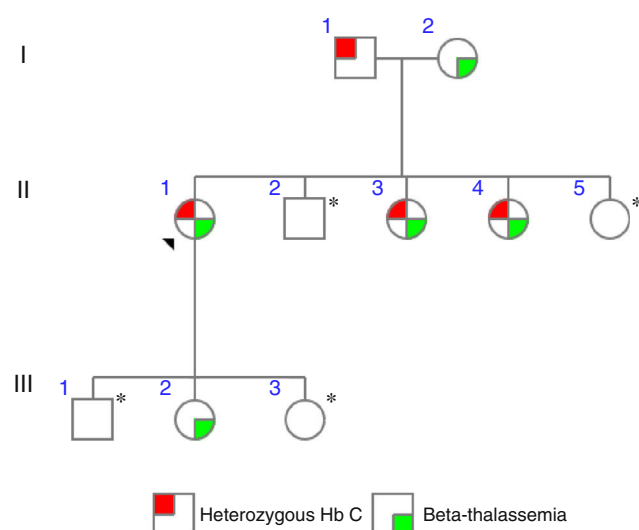 1 2
I
1 2 3 4 5
II
* *
III 1 2 3
* *
Heterozygous Hb C Beta-thalassemia